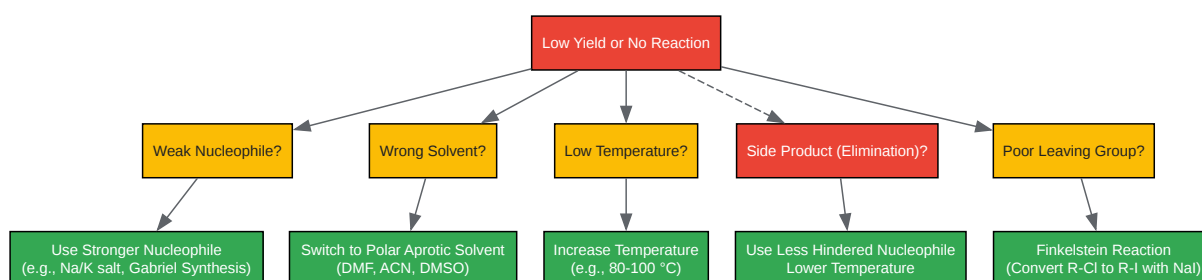 Low Yield or No Reaction
Weak Nucleophile?
Wrong Solvent?
Low Temperature?
Side Product (Elimination)?
Poor Leaving Group?
Use Stronger Nucleophile
(e.g., Na/K salt, Gabriel Synthesis)
Switch to Polar Aprotic Solvent
(DMF, ACN, DMSO)
Increase Temperature
(e.g., 80-100 °C)
Use Less Hindered Nucleophile
Lower Temperature
Finkelstein Reaction
(Convert R-Cl to R-I with NaI)